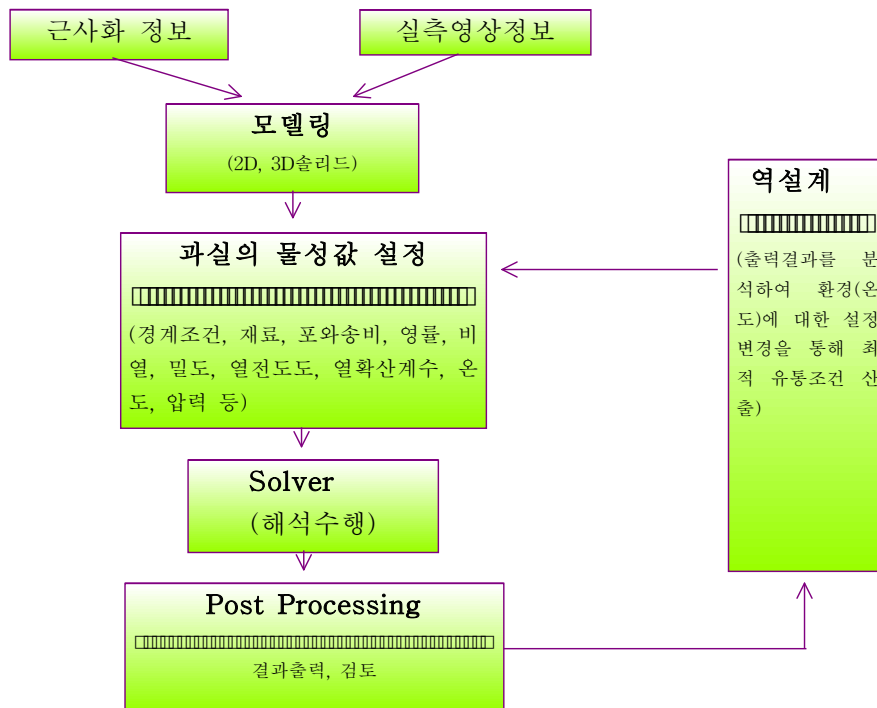 근사화 정보
실측영상정보
모델링
(2D, 3D솔리드)
과실의 물성값 설정
(경계조건, 재료, 포와송비, 영률, 비
열, 밀도, 열전도도, 열확산계수, 온
도, 압력 등)
Solver
(해석수행)
Post Processing
결과출력, 검토
역설계
(출력결과를 분
석하여 환경(온
도)에 대한 설정
변경을 통해 최
적 유통조건 산
출)